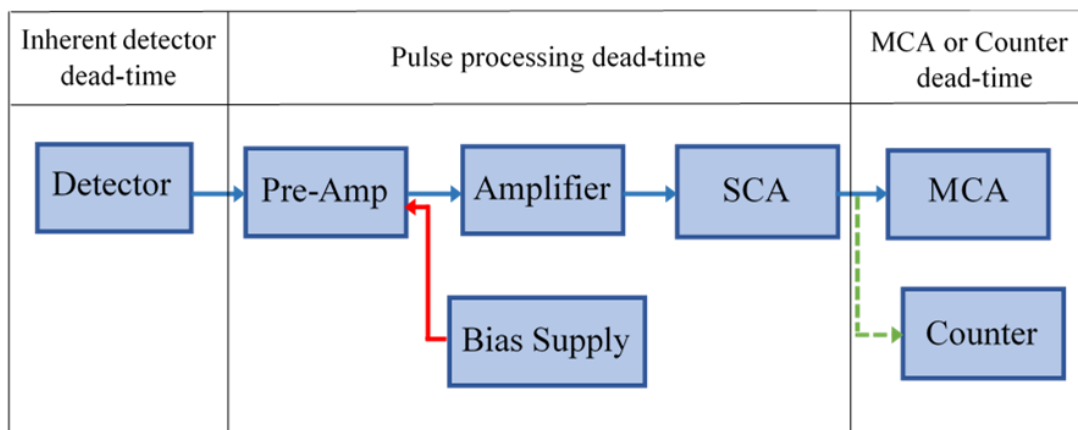 Inherent detector
dead-time
Pulse processing dead-time
MCA or Counter
dead-time
Detector
Pre-Amp
Amplifier
SCA
MCA
Bias Supply
Counter